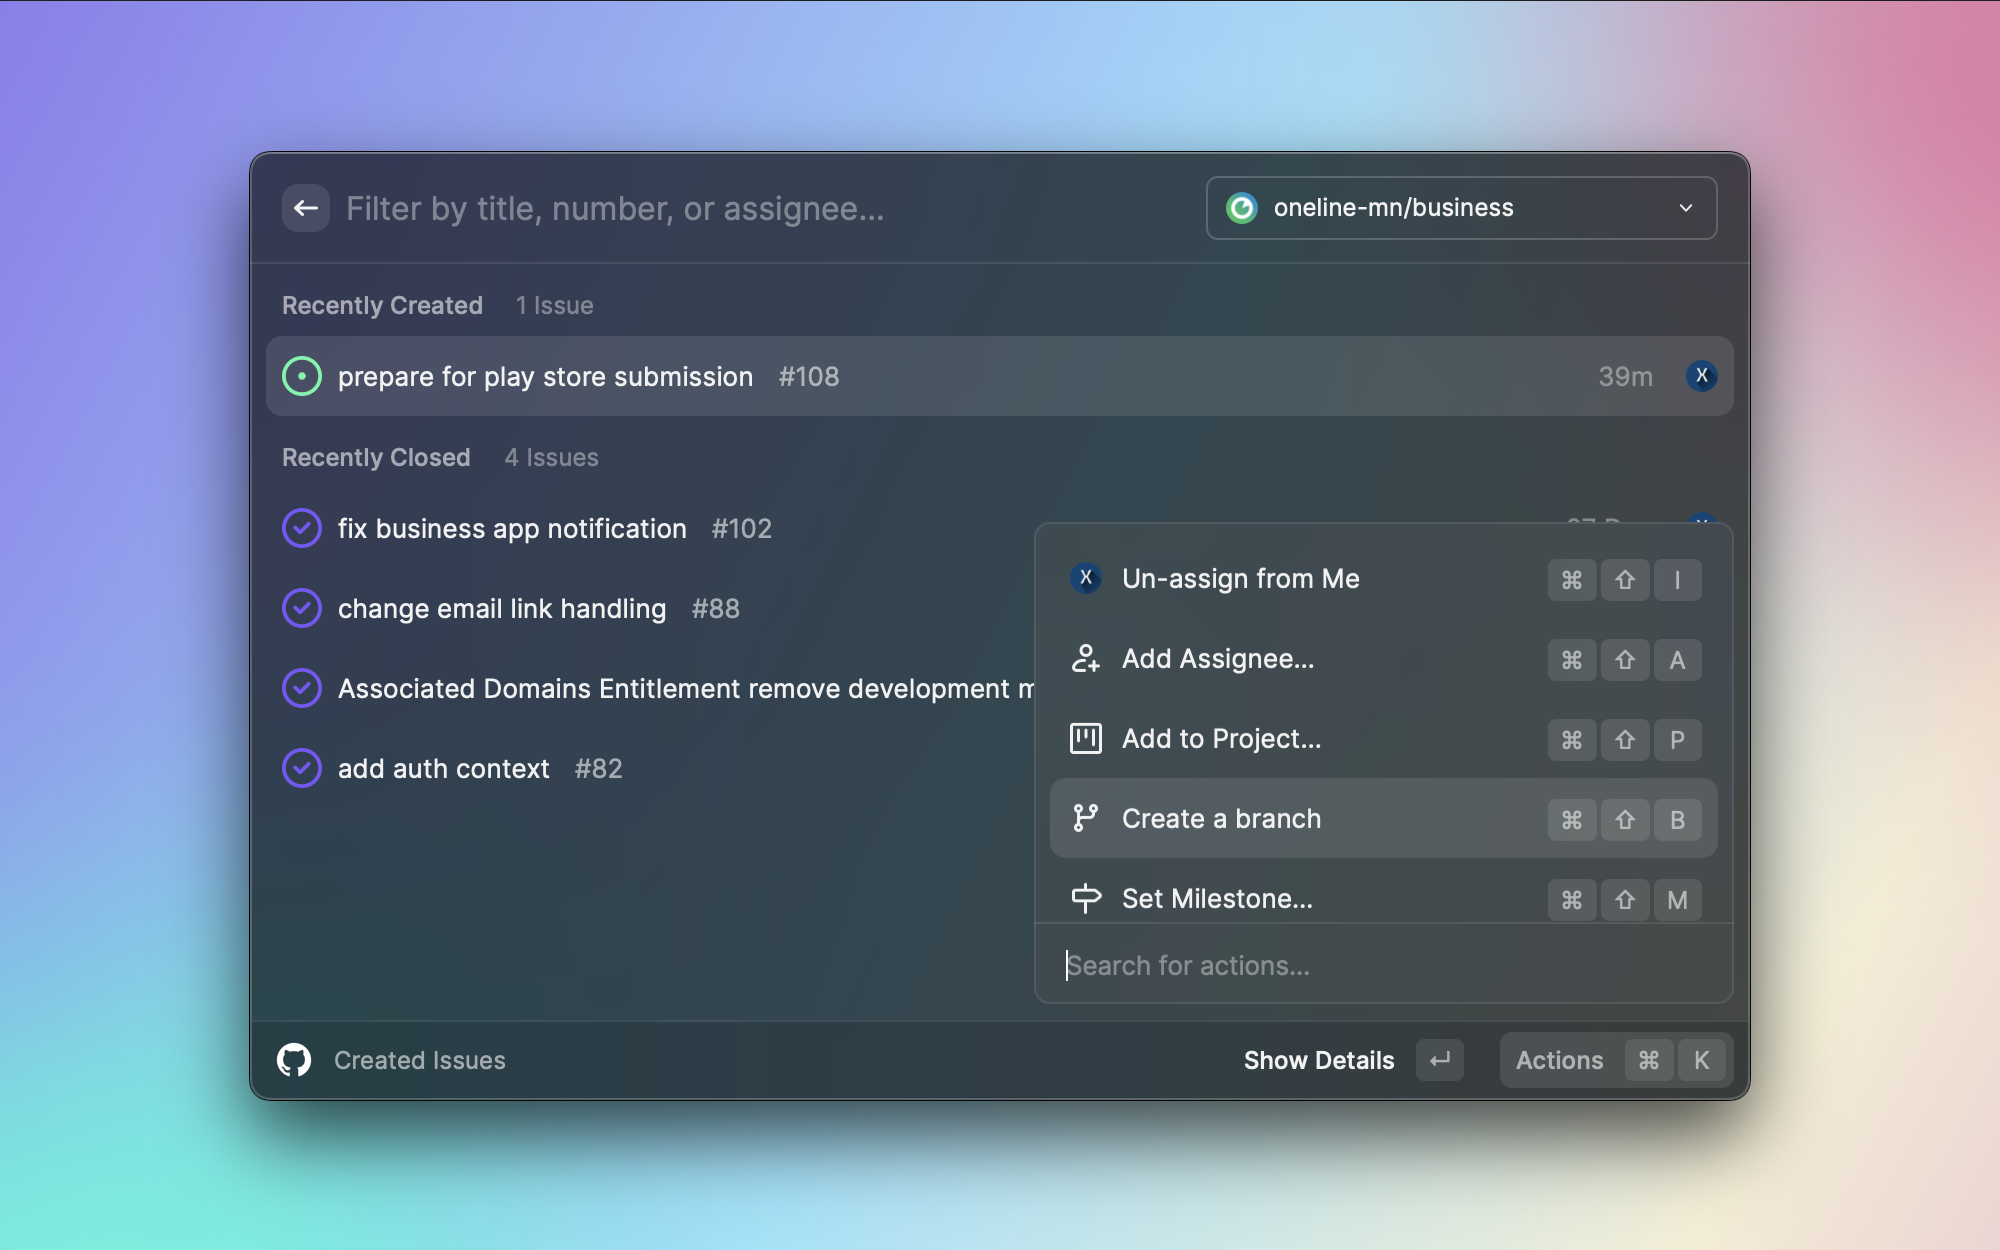 Filter by title, number, or assignee...
oneline-mn/business
Recently Created 1 Issue
prepare for play store submission #108 39m X
Recently Closed 4 Issues
fix business app notification #102
change email link handling #88
Associated Domains Entitlement remove development
add auth context #82
X Un-assign from Me ⌘ ⇧ I
Add Assignee... ⌘ ⇧ A
Add to Project... ⌘ ⇧ P
Create a branch ⌘ ⇧ B
Set Milestone... ⌘ ⇧ M
Search for actions...
Created Issues
Show Details ↵
Actions ⌘ K